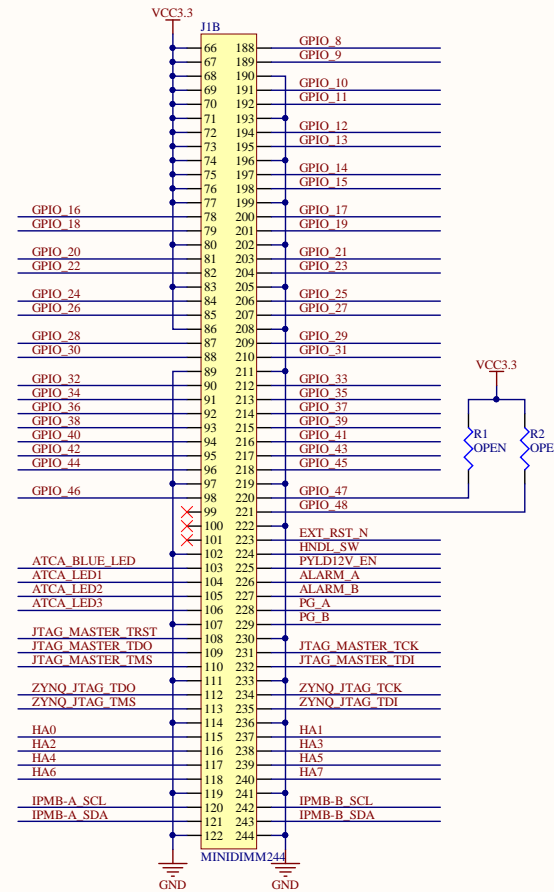 VCC3.3
J1B
66 188 GPIO_8
67 189 GPIO_9
68 190
69 191 GPIO_10
70 192 GPIO_11
71 193
72 194 GPIO_12
73 195 GPIO_13
74 196
75 197 GPIO_14
76 198 GPIO_15
77 199
GPIO_16 78 200 GPIO_17
GPIO_18 79 201 GPIO_19
80 202
GPIO_20 81 203 GPIO_21
GPIO_22 82 204 GPIO_23
83 205
GPIO_24 84 206 GPIO_25
GPIO_26 85 207 GPIO_27
86 208
GPIO_28 87 209 GPIO_29
GPIO_30 88 210 GPIO_31
89 211
VCC3.3
GPIO_32 90 212 GPIO_33
GPIO_34 91 213 GPIO_35
GPIO_36 92 214 GPIO_37
GPIO_38 93 215 GPIO_39
GPIO_40 94 216 GPIO_41
GPIO_42 95 217 GPIO_43
GPIO_44 96 218 GPIO_45
R1 R2
OPEN OPE
97 219
GPIO_46 98 220 GPIO_47
99 221 GPIO_48
100 222
101 223 EXT_RST_N
102 224 HNDL_SW
ATCA_BLUE_LED 103 225 PYLD12V_EN
ATCA_LED1 104 226 ALARM_A
ATCA_LED2 105 227 ALARM_B
ATCA_LED3 106 228 PG_A
107 229 PG_B
JTAG_MASTER_TRST 108 230
JTAG_MASTER_TDO 109 231 JTAG_MASTER_TCK
JTAG_MASTER_TMS 110 232 JTAG_MASTER_TDI
111 233
ZYNQ_JTAG_TDO 112 234 ZYNQ_JTAG_TCK
ZYNQ_JTAG_TMS 113 235 ZYNQ_JTAG_TDI
114 236
HA0 115 237 HA1
HA2 116 238 HA3
HA4 117 239 HA5
HA6 118 240 HA7
119 241
IPMB-A_SCL 120 242 IPMB-B_SCL
IPMB-A_SDA 121 243 IPMB-B_SDA
122 244
MINIDIMM244
GND GND